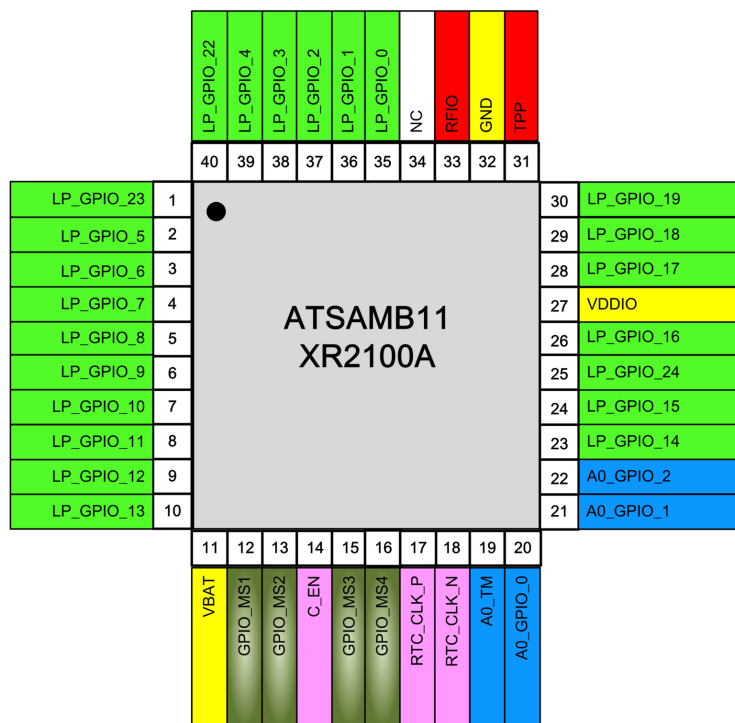 LP_GPIO_22
LP_GPIO_4
LP_GPIO_3
LP_GPIO_2
LP_GPIO_1
LP_GPIO_0
NC
RFIO
GND
TPP
40 39 38 37 36 35 34 33 32 31
LP_GPIO_23 1
LP_GPIO_5 2
LP_GPIO_6 3
LP_GPIO_7 4
LP_GPIO_8 5
LP_GPIO_9 6
LP_GPIO_10 7
LP_GPIO_11 8
LP_GPIO_12 9
LP_GPIO_13 10
ATSAMB11
XR2100A
30 LP_GPIO_19
29 LP_GPIO_18
28 LP_GPIO_17
27 VDDIO
26 LP_GPIO_16
25 LP_GPIO_24
24 LP_GPIO_15
23 LP_GPIO_14
22 A0_GPIO_2
21 A0_GPIO_1
11 12 13 14 15 16 17 18 19 20
VBAT
GPIO_MS1
GPIO_MS2
C_EN
GPIO_MS3
GPIO_MS4
RTC_CLK_P
RTC_CLK_N
A0_TM
A0_GPIO_0